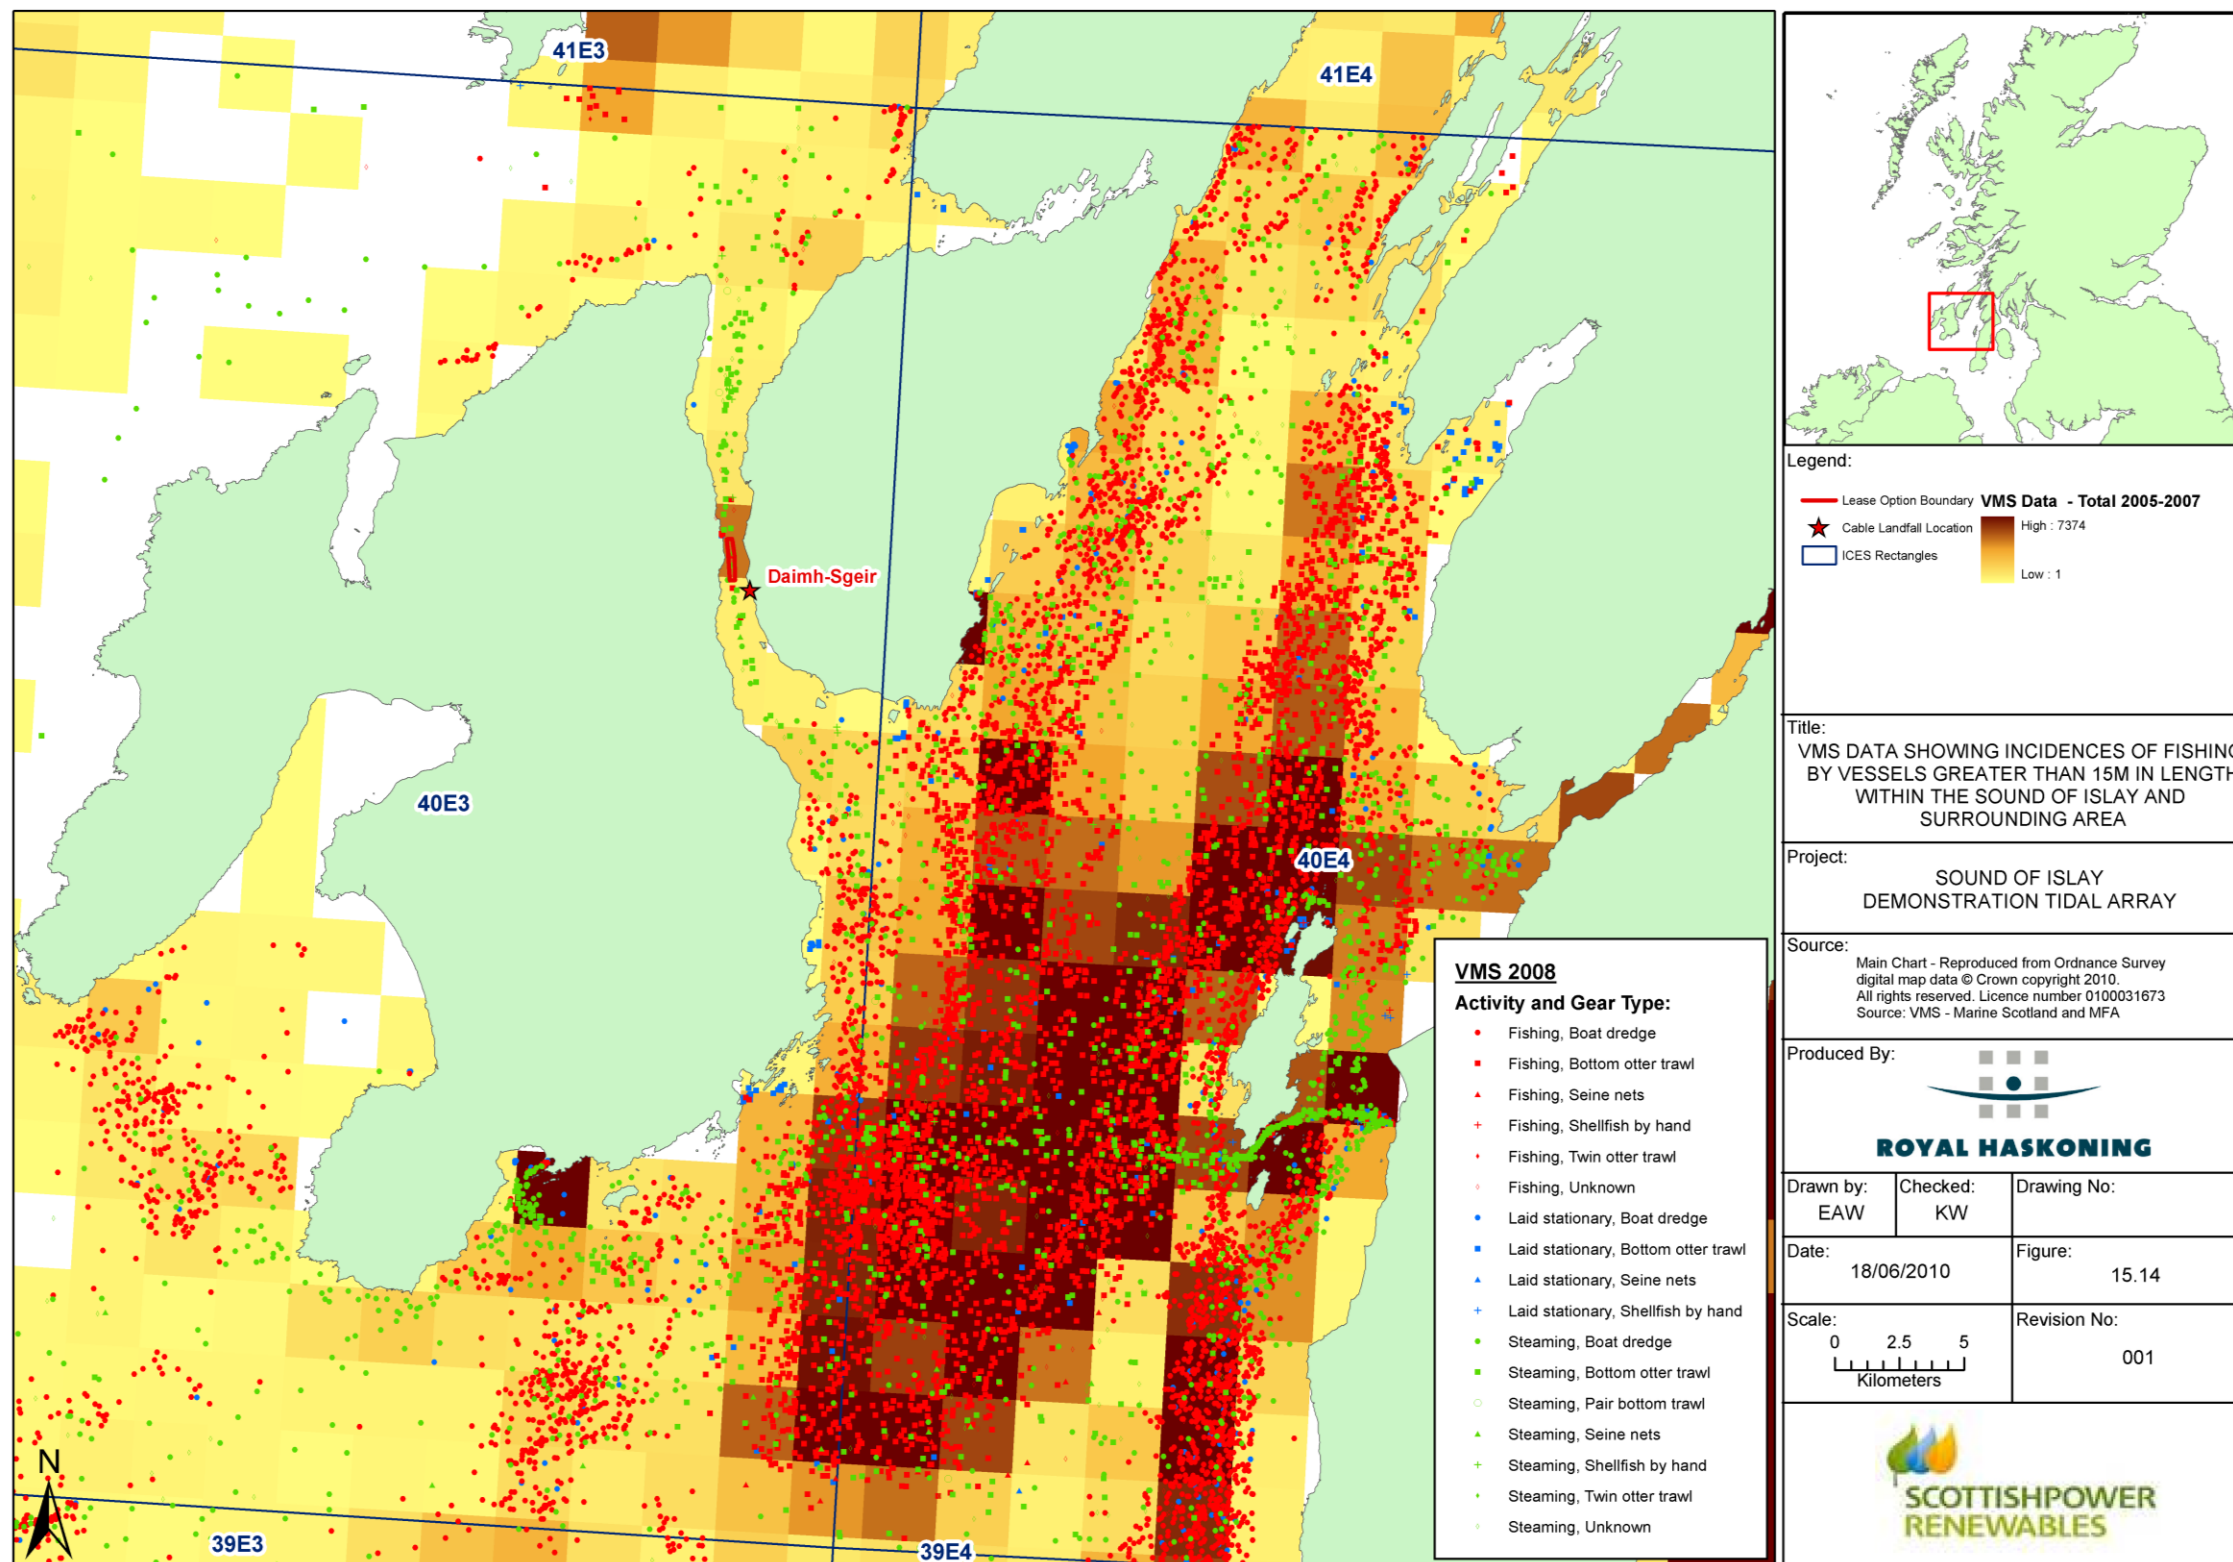 41E3
41E4
Daimh-Sgeir
40E3
40E4
39E3
39E4
N
VMS 2008
Activity and Gear Type:
Fishing, Boat dredge
Fishing, Bottom otter trawl
Fishing, Seine nets
Fishing, Shellfish by hand
Fishing, Twin otter trawl
Fishing, Unknown
Laid stationary, Boat dredge
Laid stationary, Bottom otter trawl
Laid stationary, Seine nets
Laid stationary, Shellfish by hand
Steaming, Boat dredge
Steaming, Bottom otter trawl
Steaming, Pair bottom trawl
Steaming, Seine nets
Steaming, Shellfish by hand
Steaming, Twin otter trawl
Steaming, Unknown
Legend:
Lease Option Boundary
Cable Landfall Location
ICES Rectangles
VMS Data - Total 2005-2007
High : 7374
Low : 1
Title:
VMS DATA SHOWING INCIDENCES OF FISHING
BY VESSELS GREATER THAN 15M IN LENGTH
WITHIN THE SOUND OF ISLAY AND
SURROUNDING AREA
Project:
SOUND OF ISLAY
DEMONSTRATION TIDAL ARRAY
Source:
Main Chart - Reproduced from Ordnance Survey
digital map data © Crown copyright 2010.
All rights reserved. Licence number 0100031673
Source: VMS - Marine Scotland and MFA
Produced By:
ROYAL HASKONING
Drawn by:
EAW
Checked:
KW
Drawing No:
Date:
18/06/2010
Figure:
15.14
Scale:
0 2.5 5
Kilometers
Revision No:
001
SCOTTISHPOWER
RENEWABLES